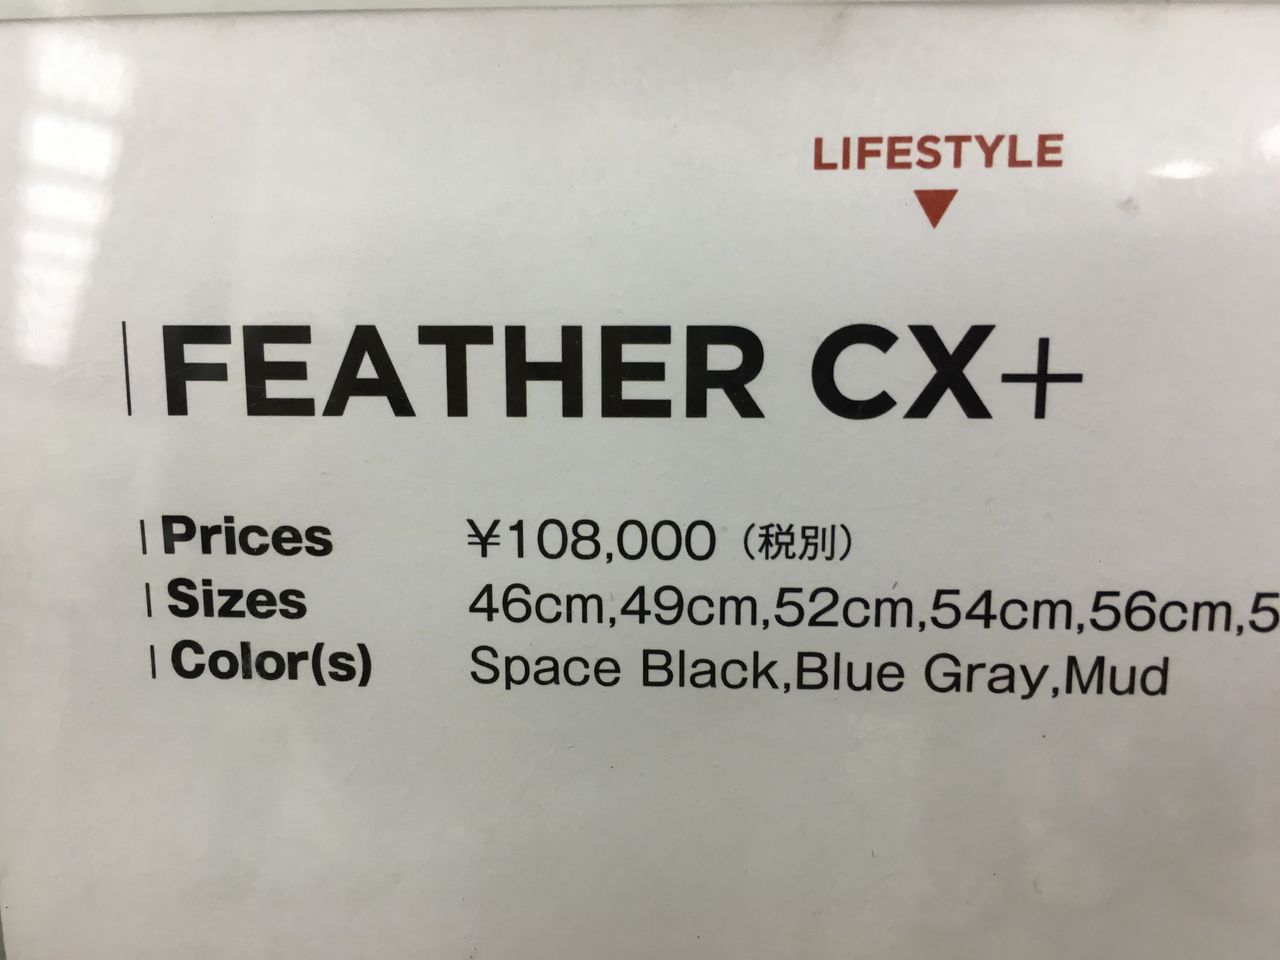 LIFESTYLE
FEATHER CX+
Prices ¥108,000（税別）
Sizes 46cm,49cm,52cm,54cm,56cm,5
Color(s) Space Black,Blue Gray,Mud